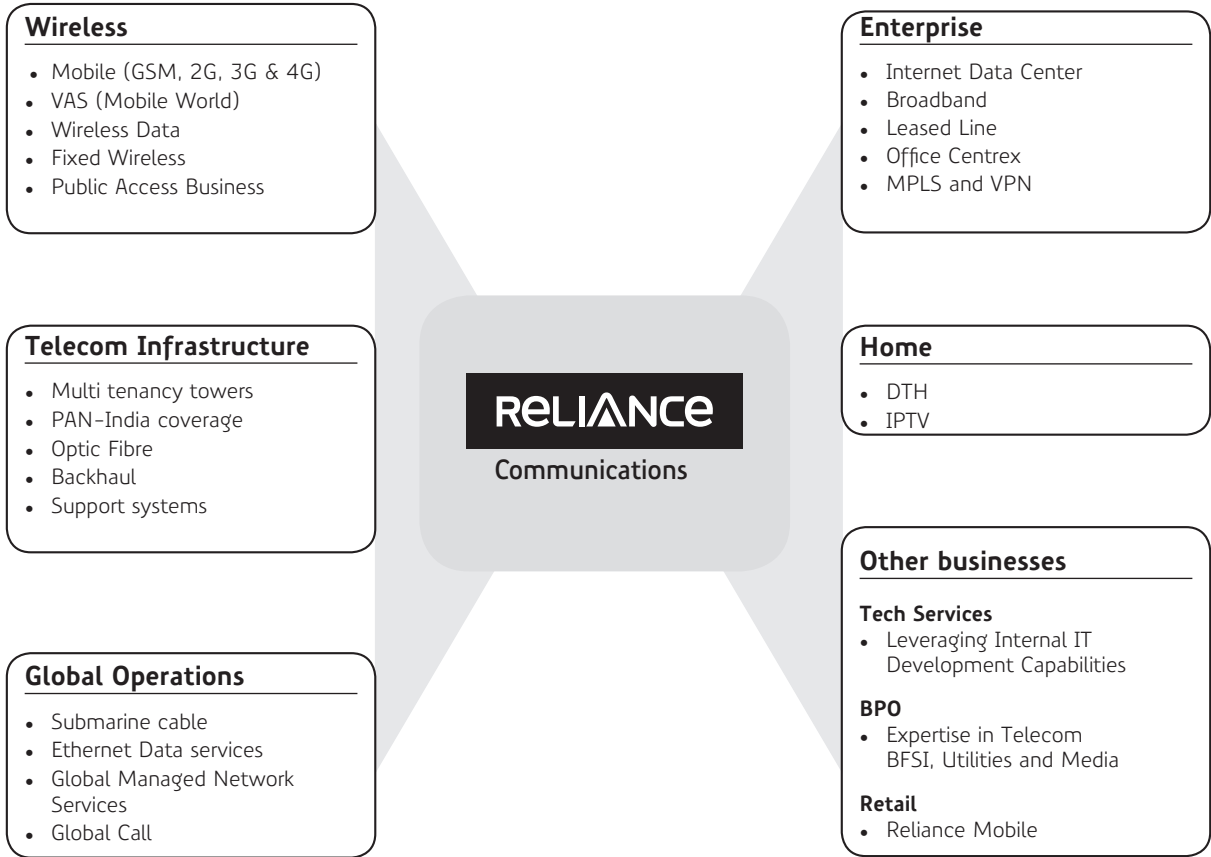 Wireless
• Mobile (GSM, 2G, 3G & 4G)
• VAS (Mobile World)
• Wireless Data
• Fixed Wireless
• Public Access Business
Telecom Infrastructure
• Multi tenancy towers
• PAN-India coverage
• Optic Fibre
• Backhaul
• Support systems
Global Operations
• Submarine cable
• Ethernet Data services
• Global Managed Network
Services
• Global Call
RELIANCE
Communications
Enterprise
• Internet Data Center
• Broadband
• Leased Line
• Office Centrex
• MPLS and VPN
Home
• DTH
• IPTV
Other businesses
Tech Services
• Leveraging Internal IT
Development Capabilities
BPO
• Expertise in Telecom
BFSI, Utilities and Media
Retail
• Reliance Mobile